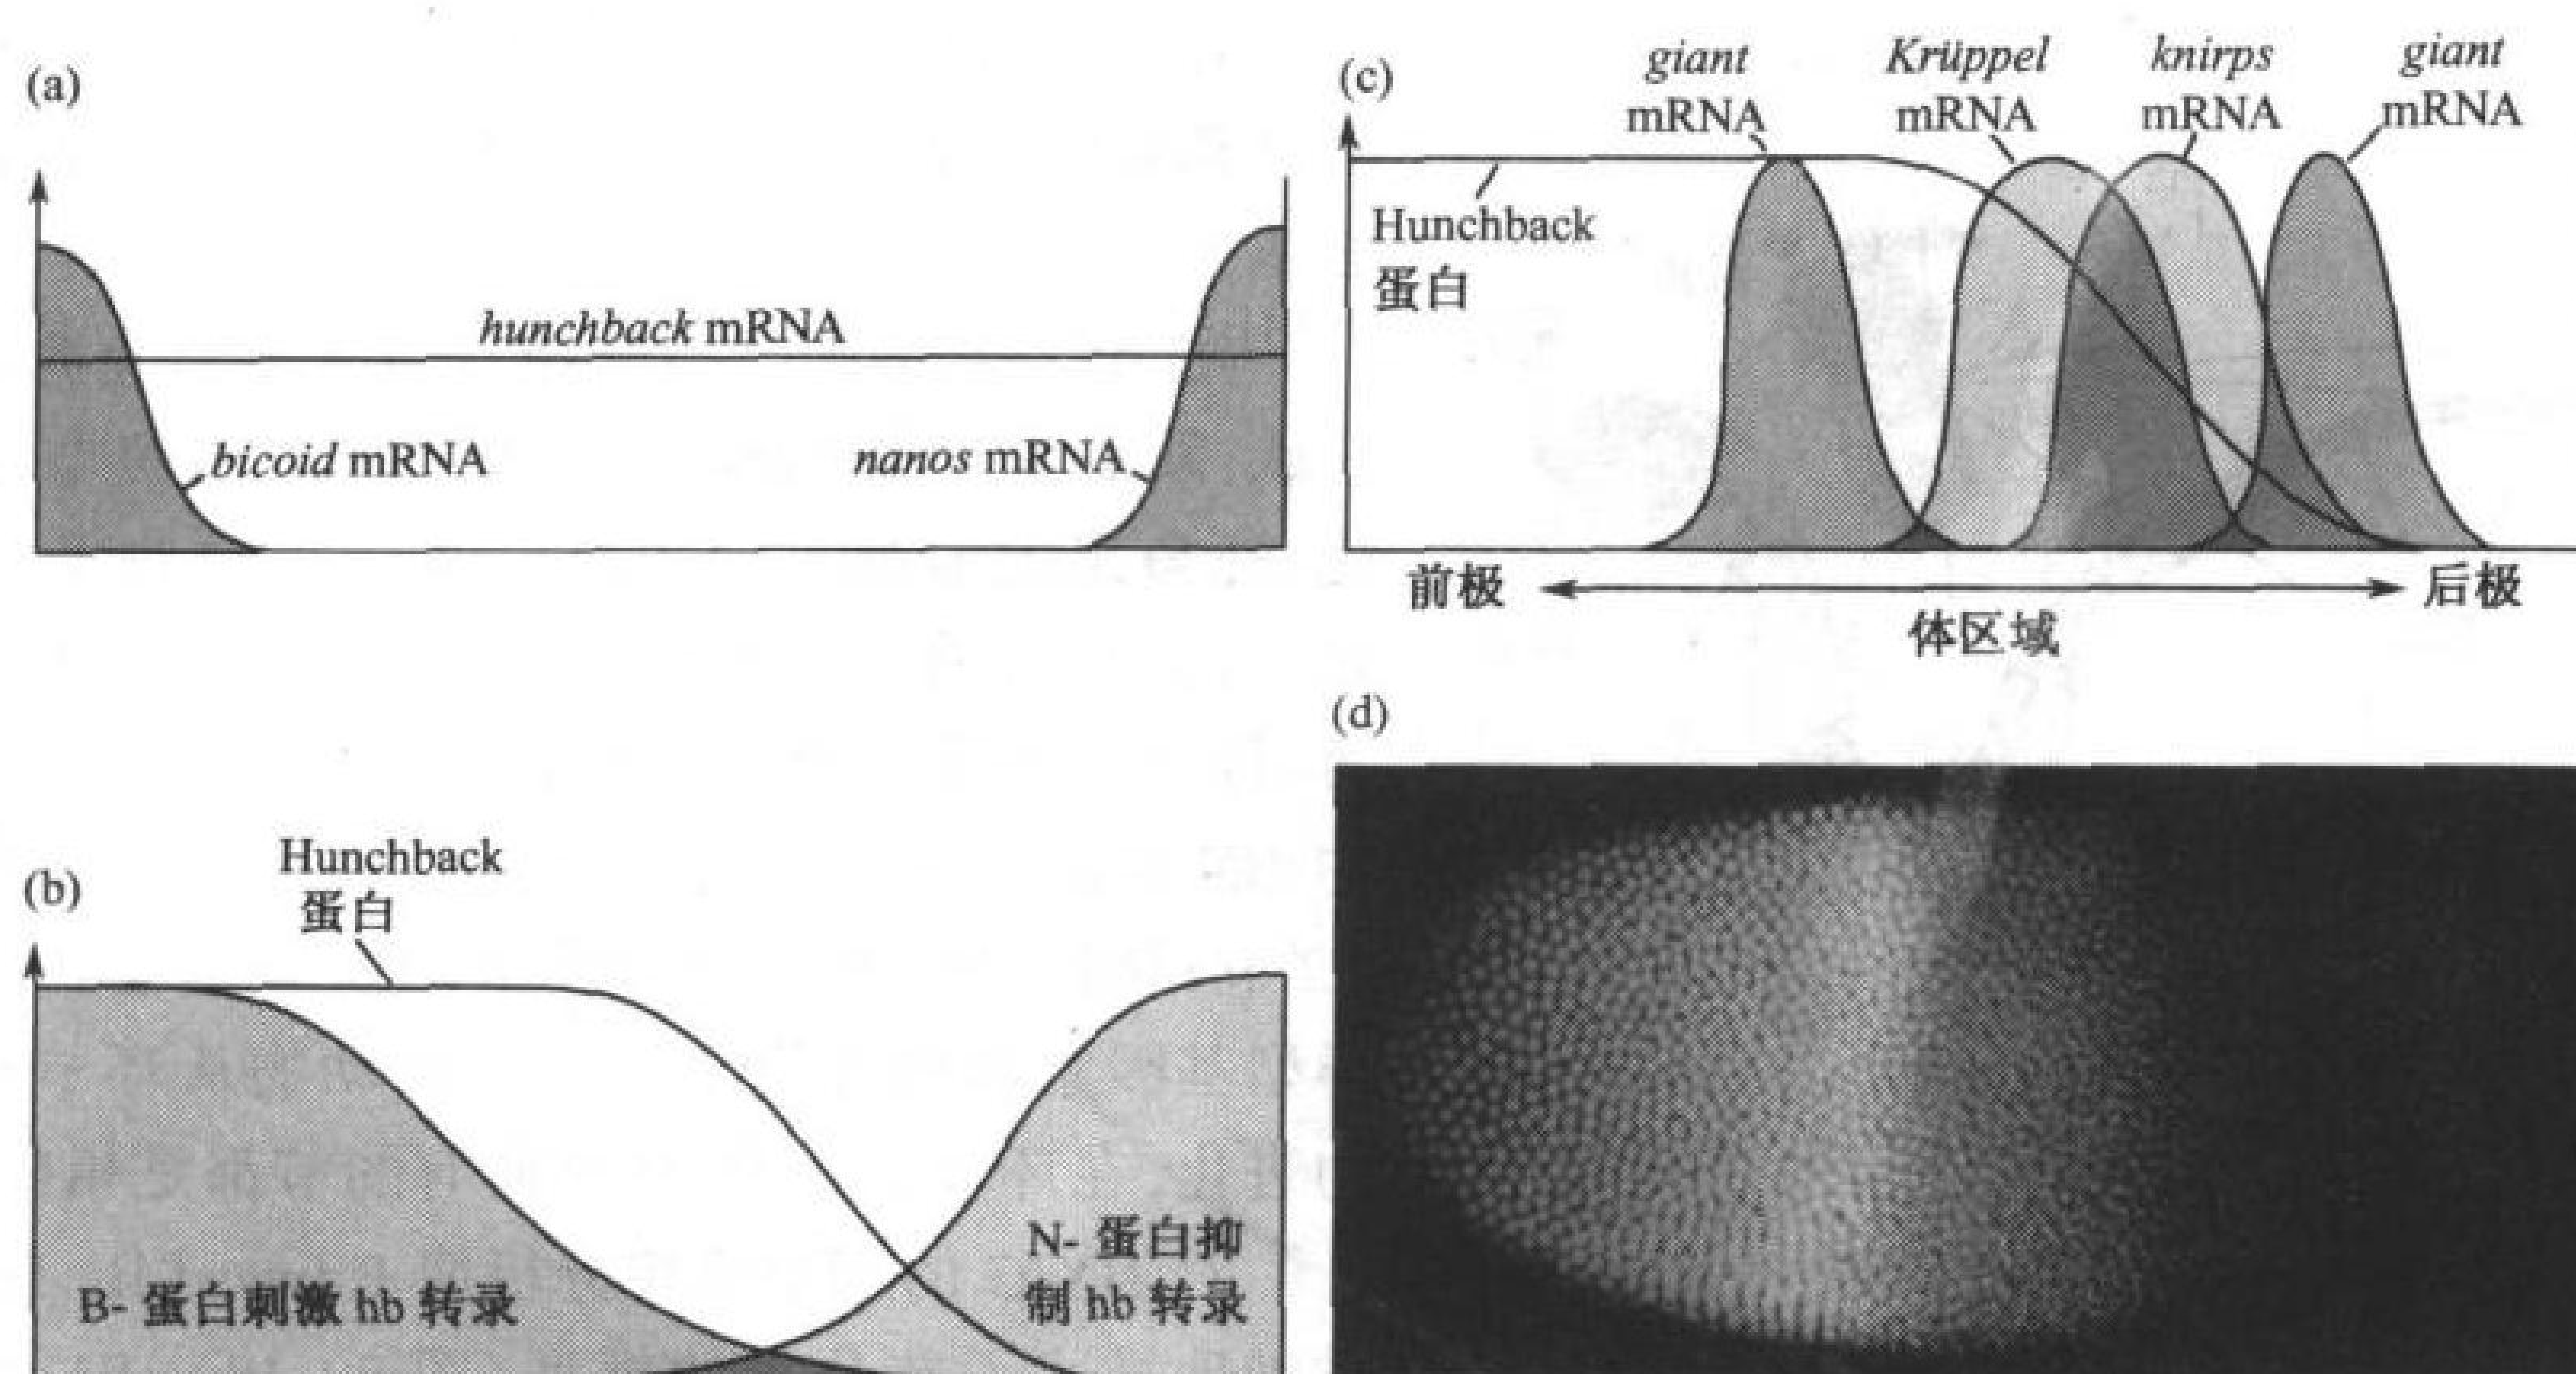 (a)
hunchback mRNA
bicoid mRNA
nanos mRNA
(c)
giant
mRNA
Krüppel
mRNA
knirps
mRNA
giant
mRNA
Hunchback
蛋白
前极
后极
体区域
(b)
Hunchback
蛋白
B- 蛋白刺激 hb 转录
N- 蛋白抑
制 hb 转录
(d)